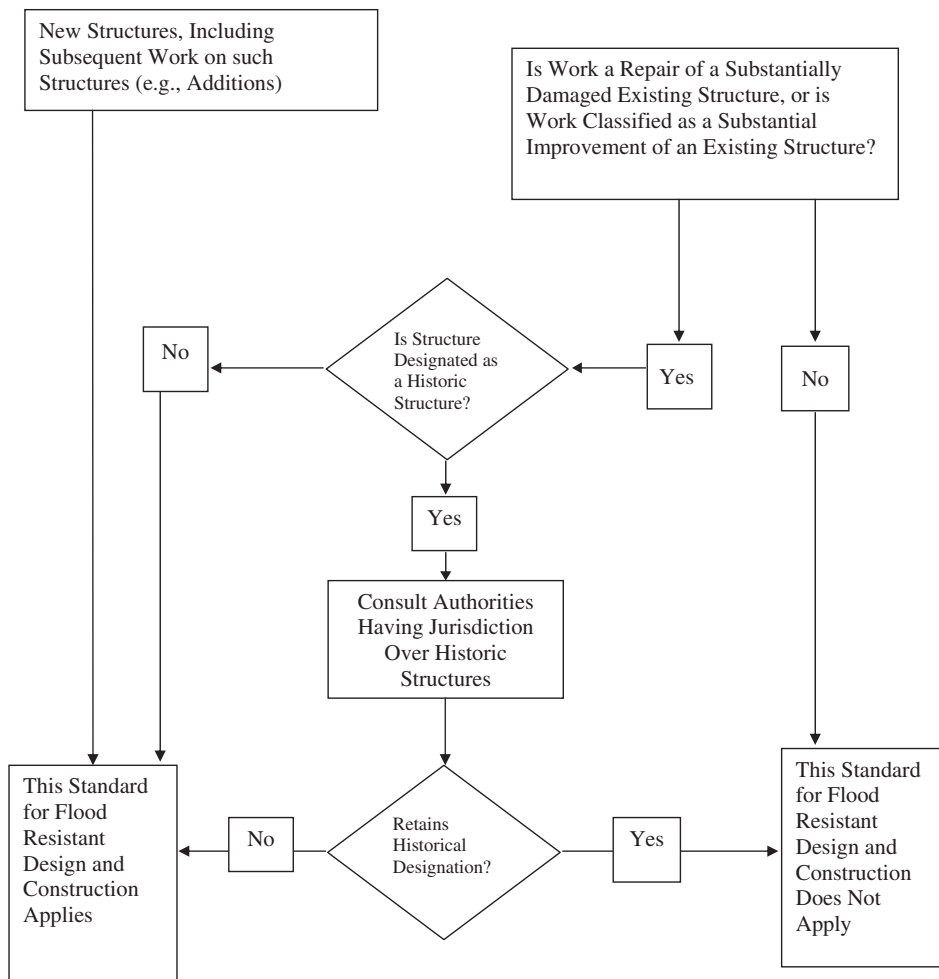 New Structures, Including
Subsequent Work on such
Structures (e.g., Additions)
Is Work a Repair of a Substantially
Damaged Existing Structure, or is
Work Classified as a Substantial
Improvement of an Existing Structure?
No
Is Structure
Designated as
a Historic
Structure?
Yes
No
Yes
Consult Authorities
Having Jurisdiction
Over Historic
Structures
This Standard
for Flood
Resistant
Design and
Construction
Applies
No
Retains
Historical
Designation?
Yes
This Standard
for Flood
Resistant
Design and
Construction
Does Not
Apply